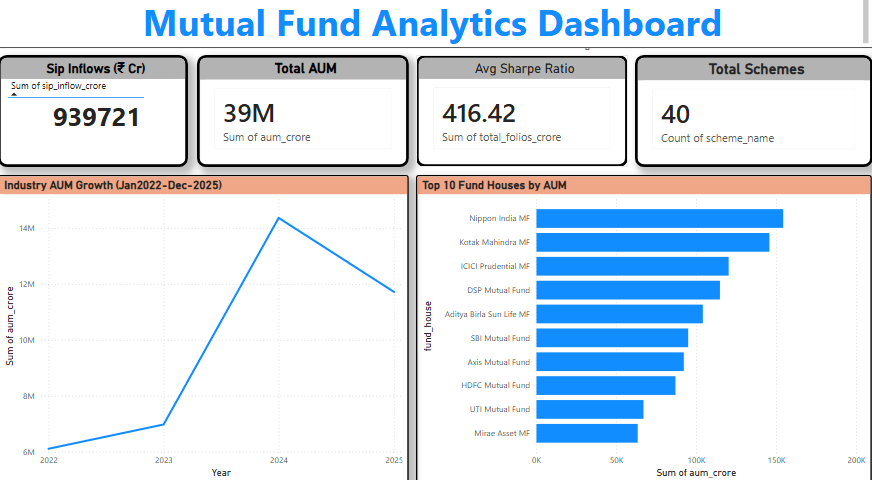 Mutual Fund Analytics Dashboard
Sip Inflows (₹ Cr)
Sum of sip_inflow_crore
939721
Total AUM
39M
Sum of aum_crore
Avg Sharpe Ratio
416.42
Sum of total_folios_crore
Total Schemes
40
Count of scheme_name
Industry AUM Growth (Jan2022-Dec-2025)
Sum of aum_crore
14M
12M
10M
8M
6M
2022 2023 2024 2025
Year
Top 10 Fund Houses by AUM
fund_house
Nippon India MF
Kotak Mahindra MF
ICICI Prudential MF
DSP Mutual Fund
Aditya Birla Sun Life MF
SBI Mutual Fund
Axis Mutual Fund
HDFC Mutual Fund
UTI Mutual Fund
Mirae Asset MF
0K 50K 100K 150K 200K
Sum of aum_crore